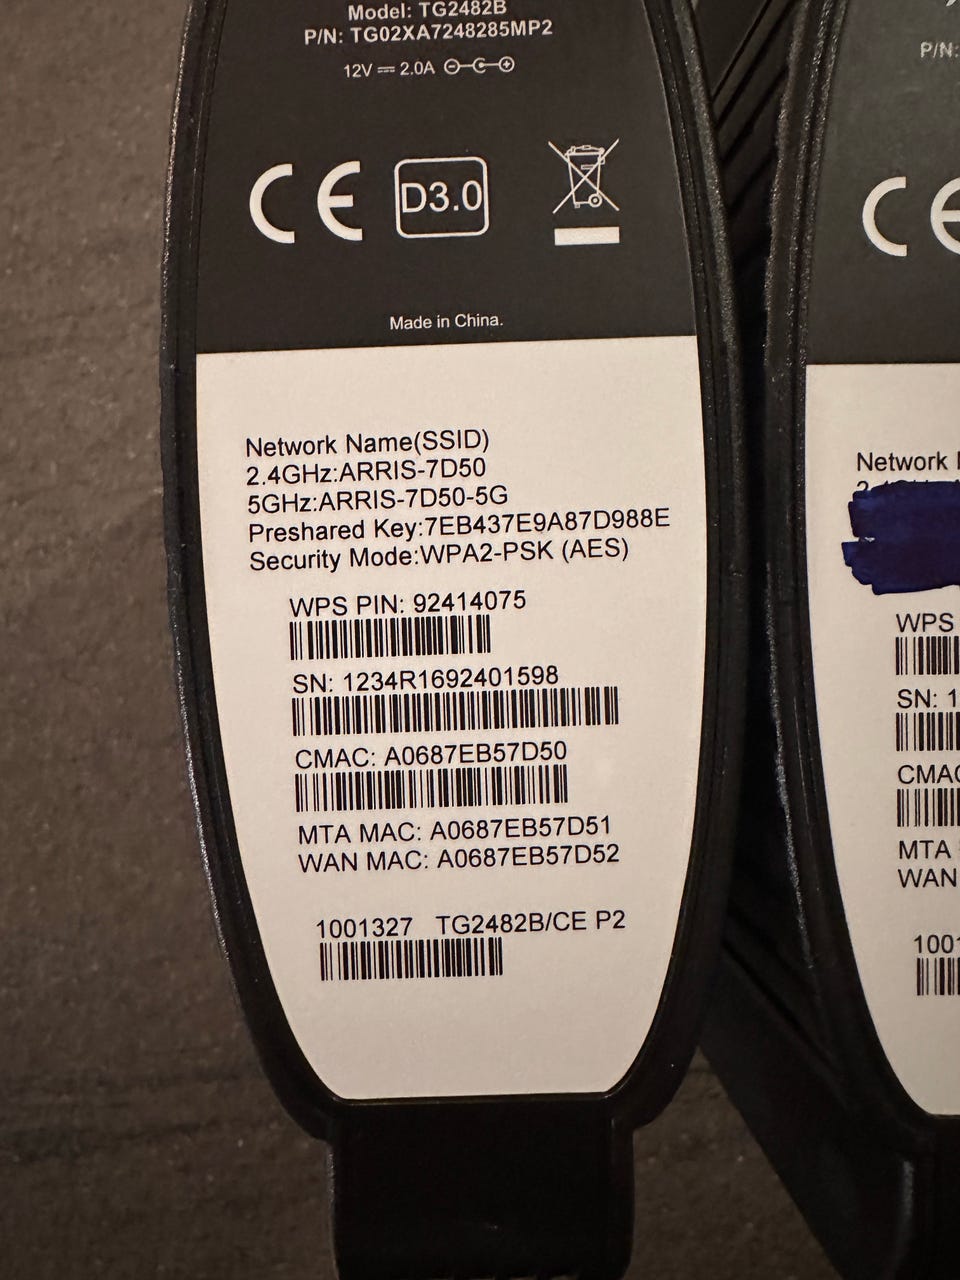 Model: TG2482B
P/N: TG02XA7248285MP2
12V 2.0A
CE
D3.0
Made in China.
Network Name(SSID)
2.4GHz:ARRIS-7D50
5GHz:ARRIS-7D50-5G
Preshared Key:7EB437E9A87D988E
Security Mode:WPA2-PSK (AES)
WPS PIN: 92414075
SN: 1234R1692401598
CMAC: A0687EB57D50
MTA MAC: A0687EB57D51
WAN MAC: A0687EB57D52
1001327 TG2482B/CE P2
P/N:
CE
Network
WPS
SN: 1
CMAC
MTA
WAN
1001